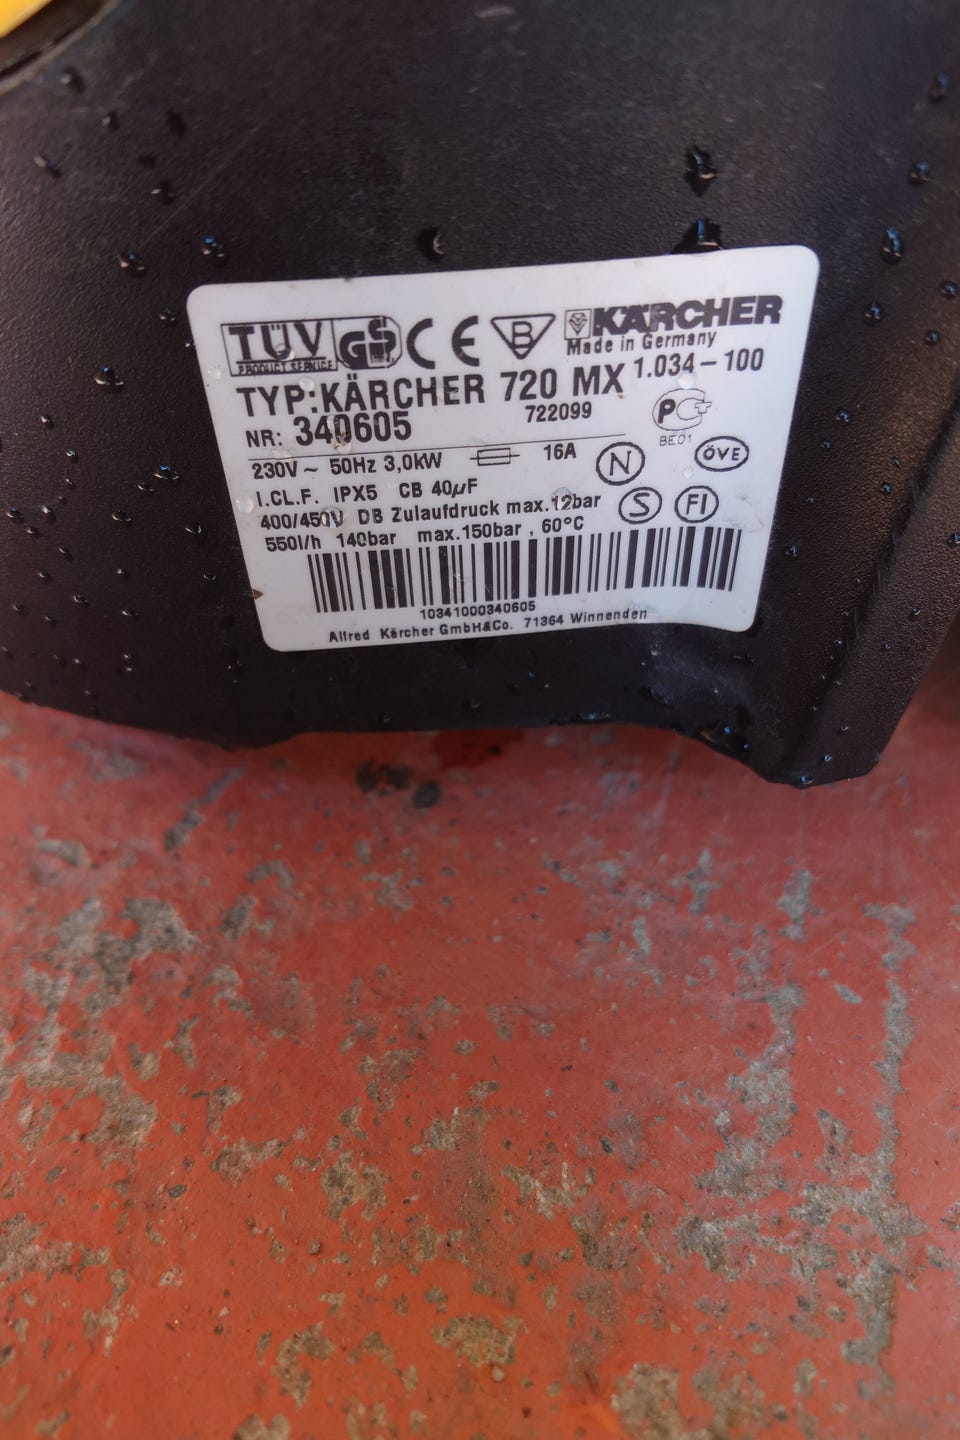 TÜV GS CE B KÄRCHER
PRODUCT SERVICE Made in Germany
TYP:KÄRCHER 720 MX 1.034-100
NR: 340605 722099 PCT
BE01
230V ~ 50Hz 3,0kW 16A N ÖVE
I.CL.F. IPX5 CB 40µF S FI
400/450V DB Zulaufdruck max.12bar
550l/h 140bar max.150bar , 60°C
10341000340605
Alfred Kärcher GmbH&Co. 71364 Winnenden